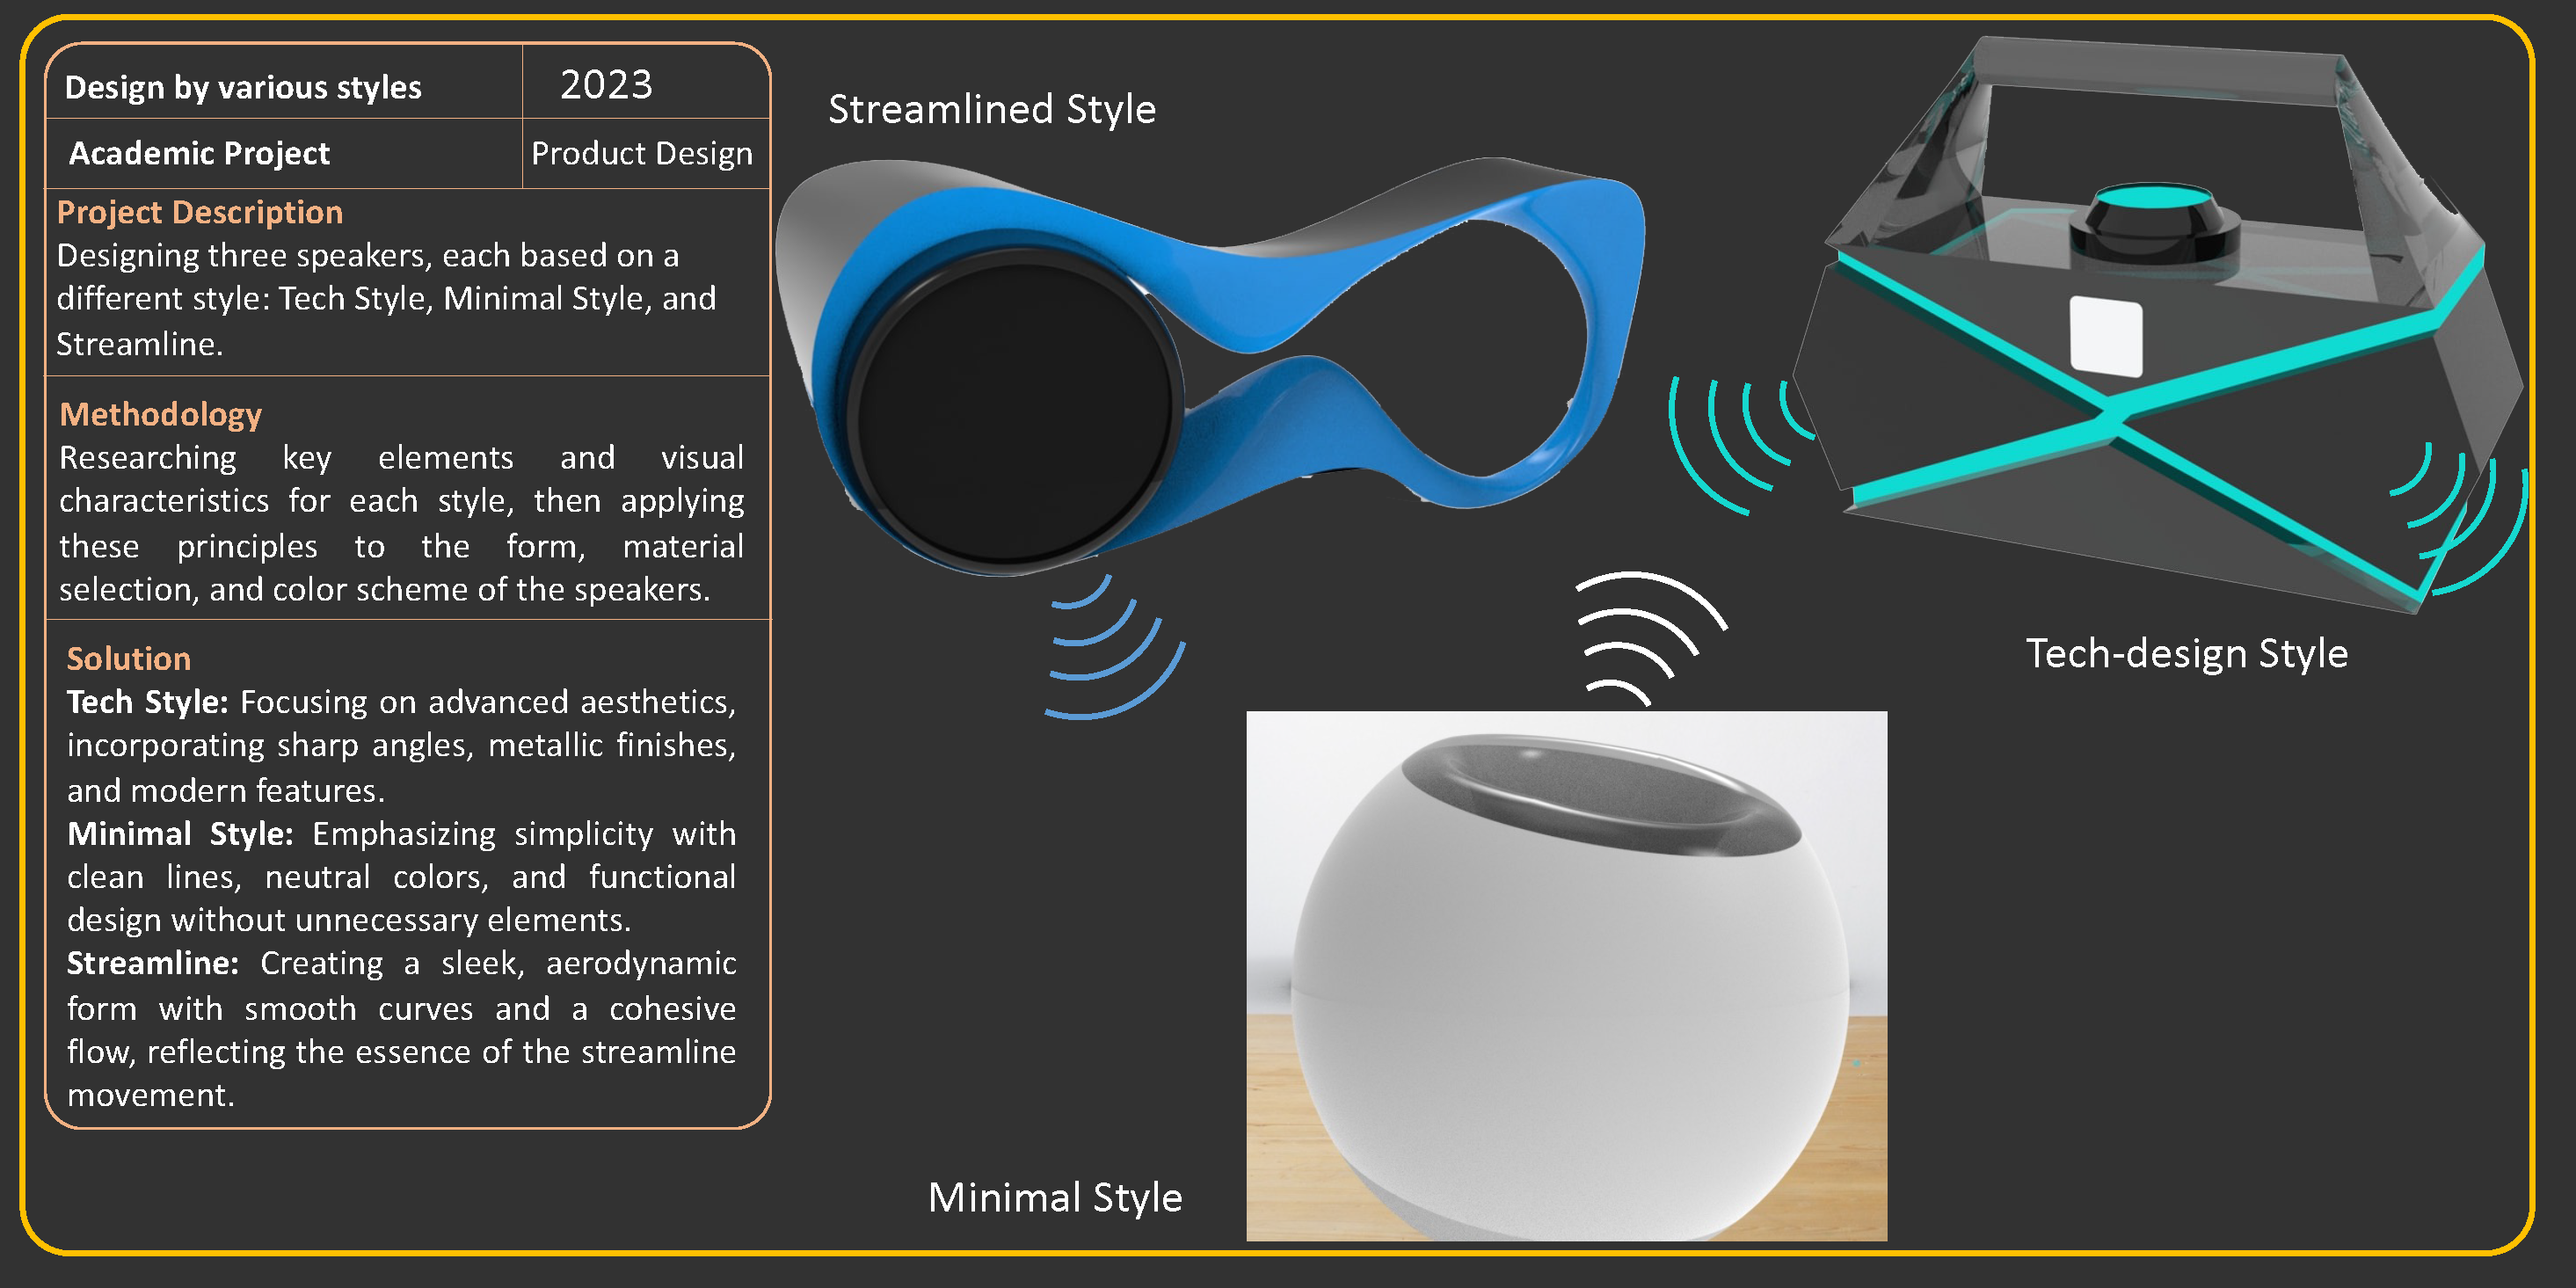 Design by various styles
2023
Academic Project
Product Design
Project Description
Designing three speakers, each based on a
different style: Tech Style, Minimal Style, and
Streamline.
Methodology
Researching key elements and visual
characteristics for each style, then applying
these principles to the form, material
selection, and color scheme of the speakers.
Solution
Tech Style: Focusing on advanced aesthetics,
incorporating sharp angles, metallic finishes,
and modern features.
Minimal Style: Emphasizing simplicity with
clean lines, neutral colors, and functional
design without unnecessary elements.
Streamline: Creating a sleek, aerodynamic
form with smooth curves and a cohesive
flow, reflecting the essence of the streamline
movement.
Streamlined Style
Tech-design Style
Minimal Style